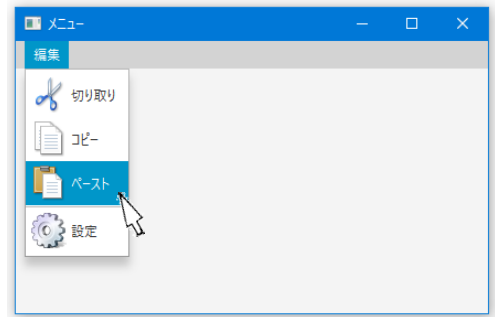 メニュー
編集
切り取り
コピー
ペースト
設定